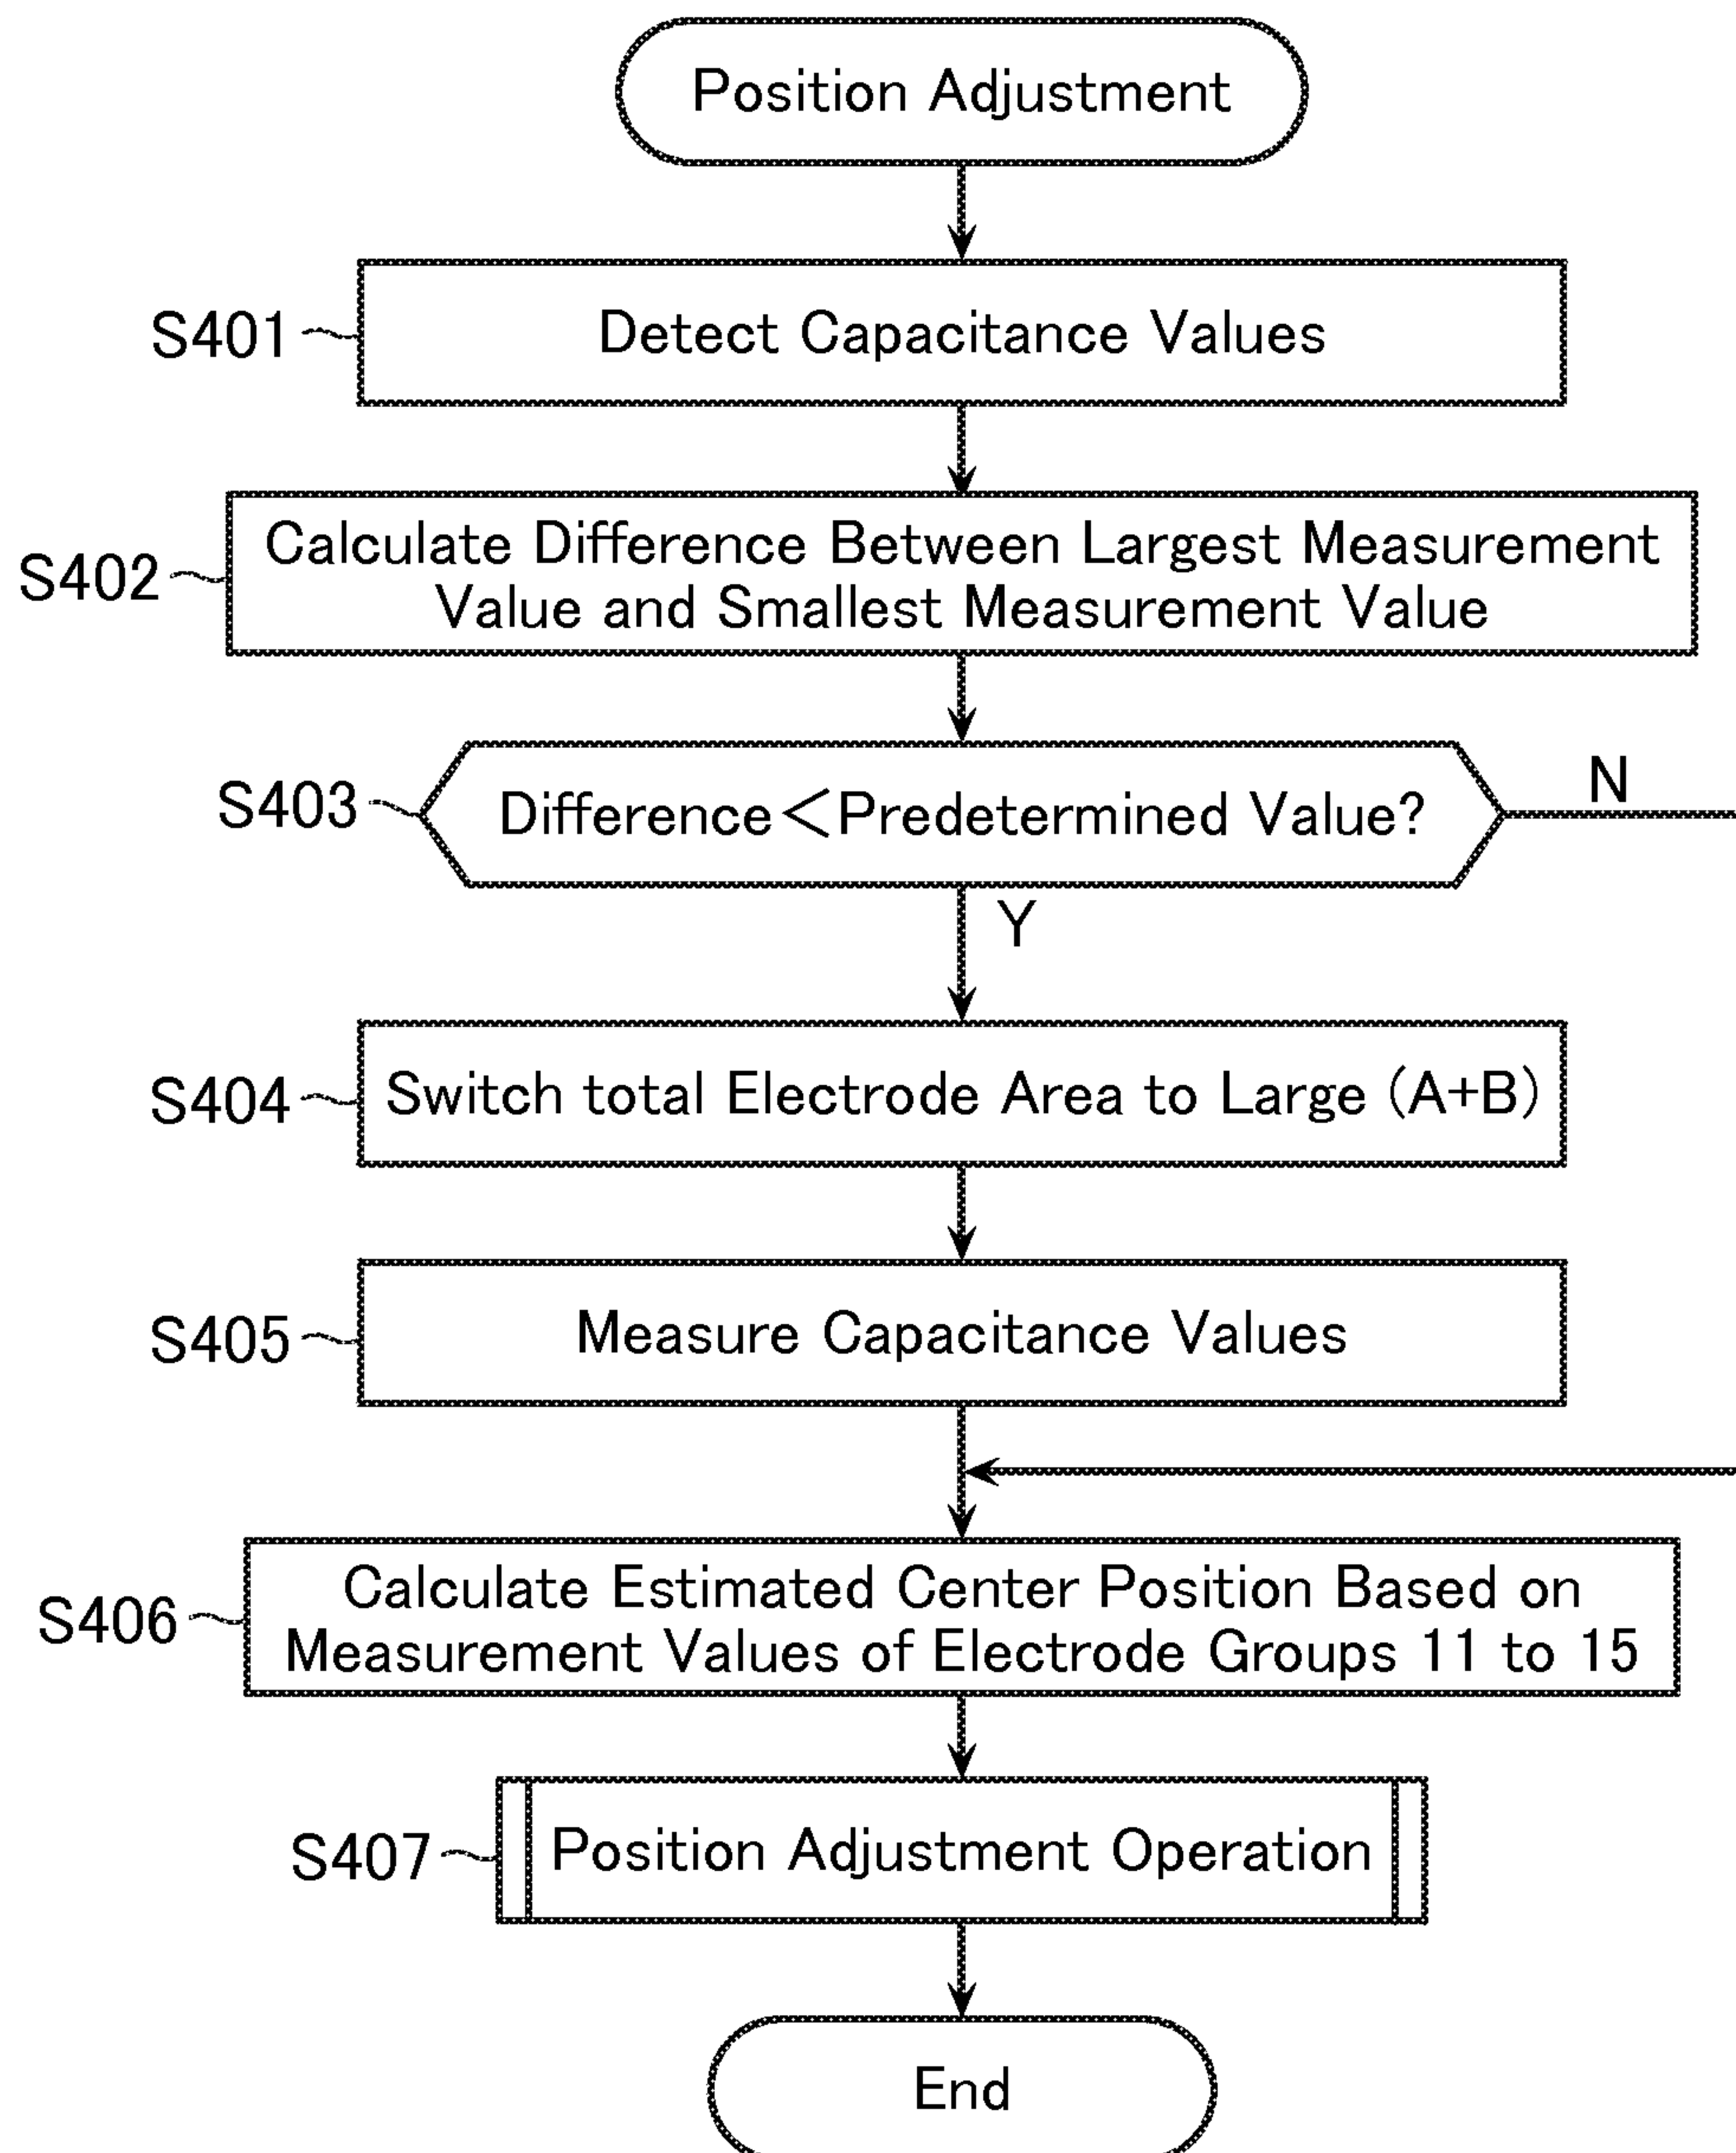 Position Adjustment
S401
Detect Capacitance Values
S402
Calculate Difference Between Largest Measurement
Value and Smallest Measurement Value
S403
Difference<Predetermined Value?
N
Y
S404
Switch total Electrode Area to Large (A+B)
S405
Measure Capacitance Values
S406
Calculate Estimated Center Position Based on
Measurement Values of Electrode Groups 11 to 15
S407
Position Adjustment Operation
End